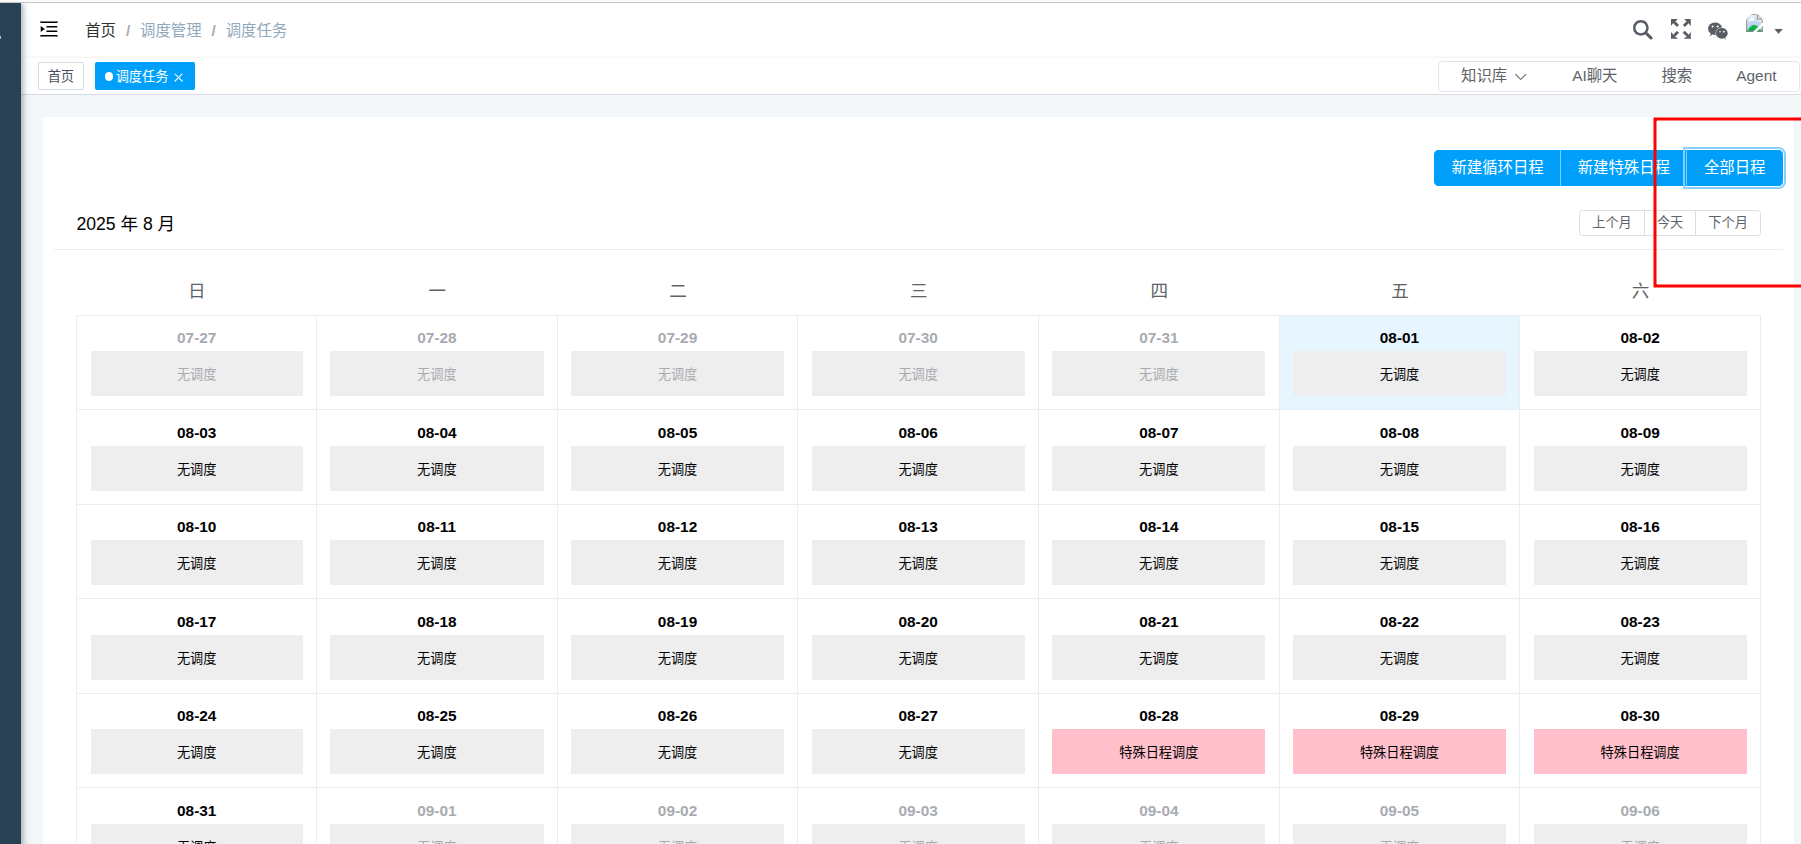 首页 / 调度管理 / 调度任务
首页 调度任务 知识库 AI聊天 搜索 Agent
新建循环日程 新建特殊日程 全部日程
2025 年 8 月 上个月 今天 下个月
日 一 二 三 四 五 六
07-27 07-28 07-29 07-30 07-31 08-01 08-02
无调度 无调度 无调度 无调度 无调度 无调度 无调度
08-03 08-04 08-05 08-06 08-07 08-08 08-09
无调度 无调度 无调度 无调度 无调度 无调度 无调度
08-10 08-11 08-12 08-13 08-14 08-15 08-16
无调度 无调度 无调度 无调度 无调度 无调度 无调度
08-17 08-18 08-19 08-20 08-21 08-22 08-23
无调度 无调度 无调度 无调度 无调度 无调度 无调度
08-24 08-25 08-26 08-27 08-28 08-29 08-30
无调度 无调度 无调度 无调度 特殊日程调度 特殊日程调度 特殊日程调度
08-31 09-01 09-02 09-03 09-04 09-05 09-06